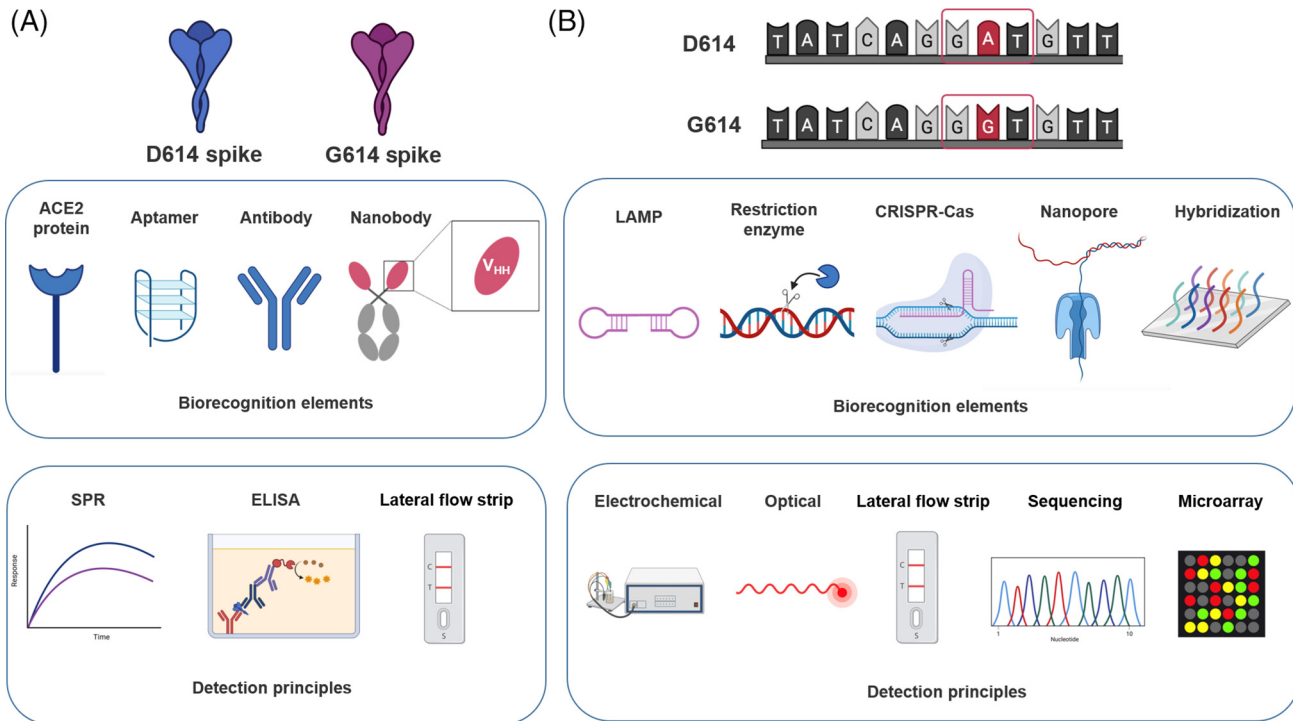 (A)
D614 spike
G614 spike
ACE2
protein
Aptamer
Antibody
Nanobody
VHH
Biorecognition elements
SPR
ELISA
Lateral flow strip
Response
Time
C
T
S
Detection principles
(B)
D614
T A T C A G G A T G T T
G614
T A T C A G G G T G T T
LAMP
Restriction
enzyme
CRISPR-Cas
Nanopore
Hybridization
Biorecognition elements
Electrochemical
Optical
Lateral flow strip
Sequencing
Microarray
C
T
S
1
Nucleotide
10
Detection principles